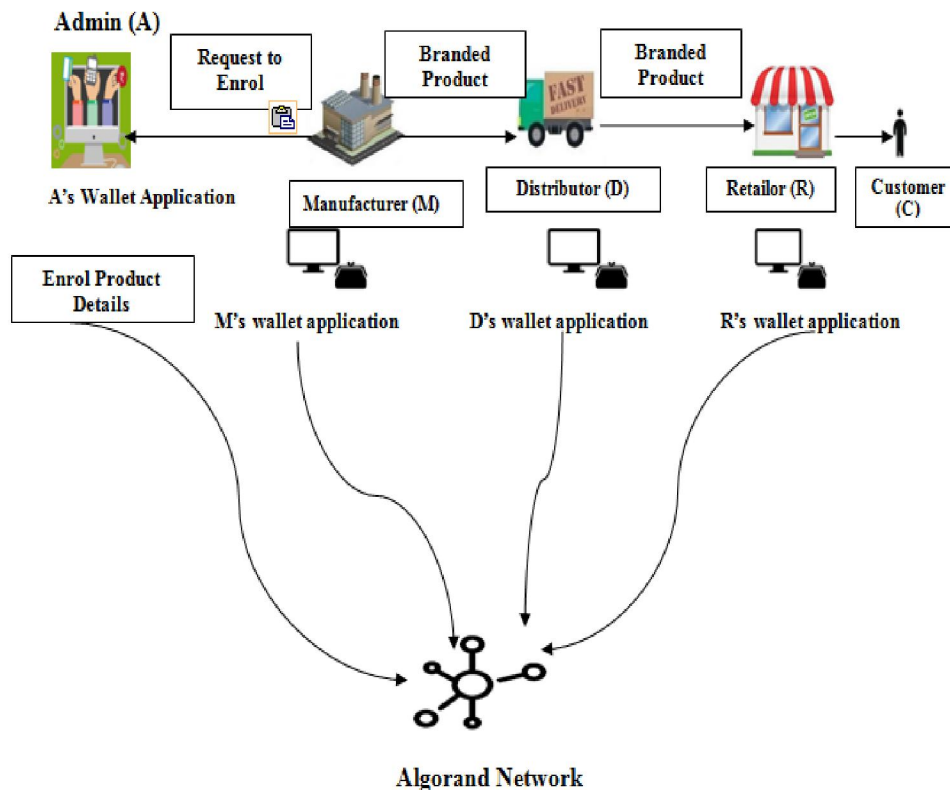 Admin (A)
Request to
Enrol
Branded
Product
Branded
Product
FAST
DELIVERY
A's Wallet Application
Manufacturer (M)
Distributor (D)
Retailor (R)
Customer
(C)
Enrol Product
Details
M's wallet application
D's wallet application
R's wallet application
Algorand Network